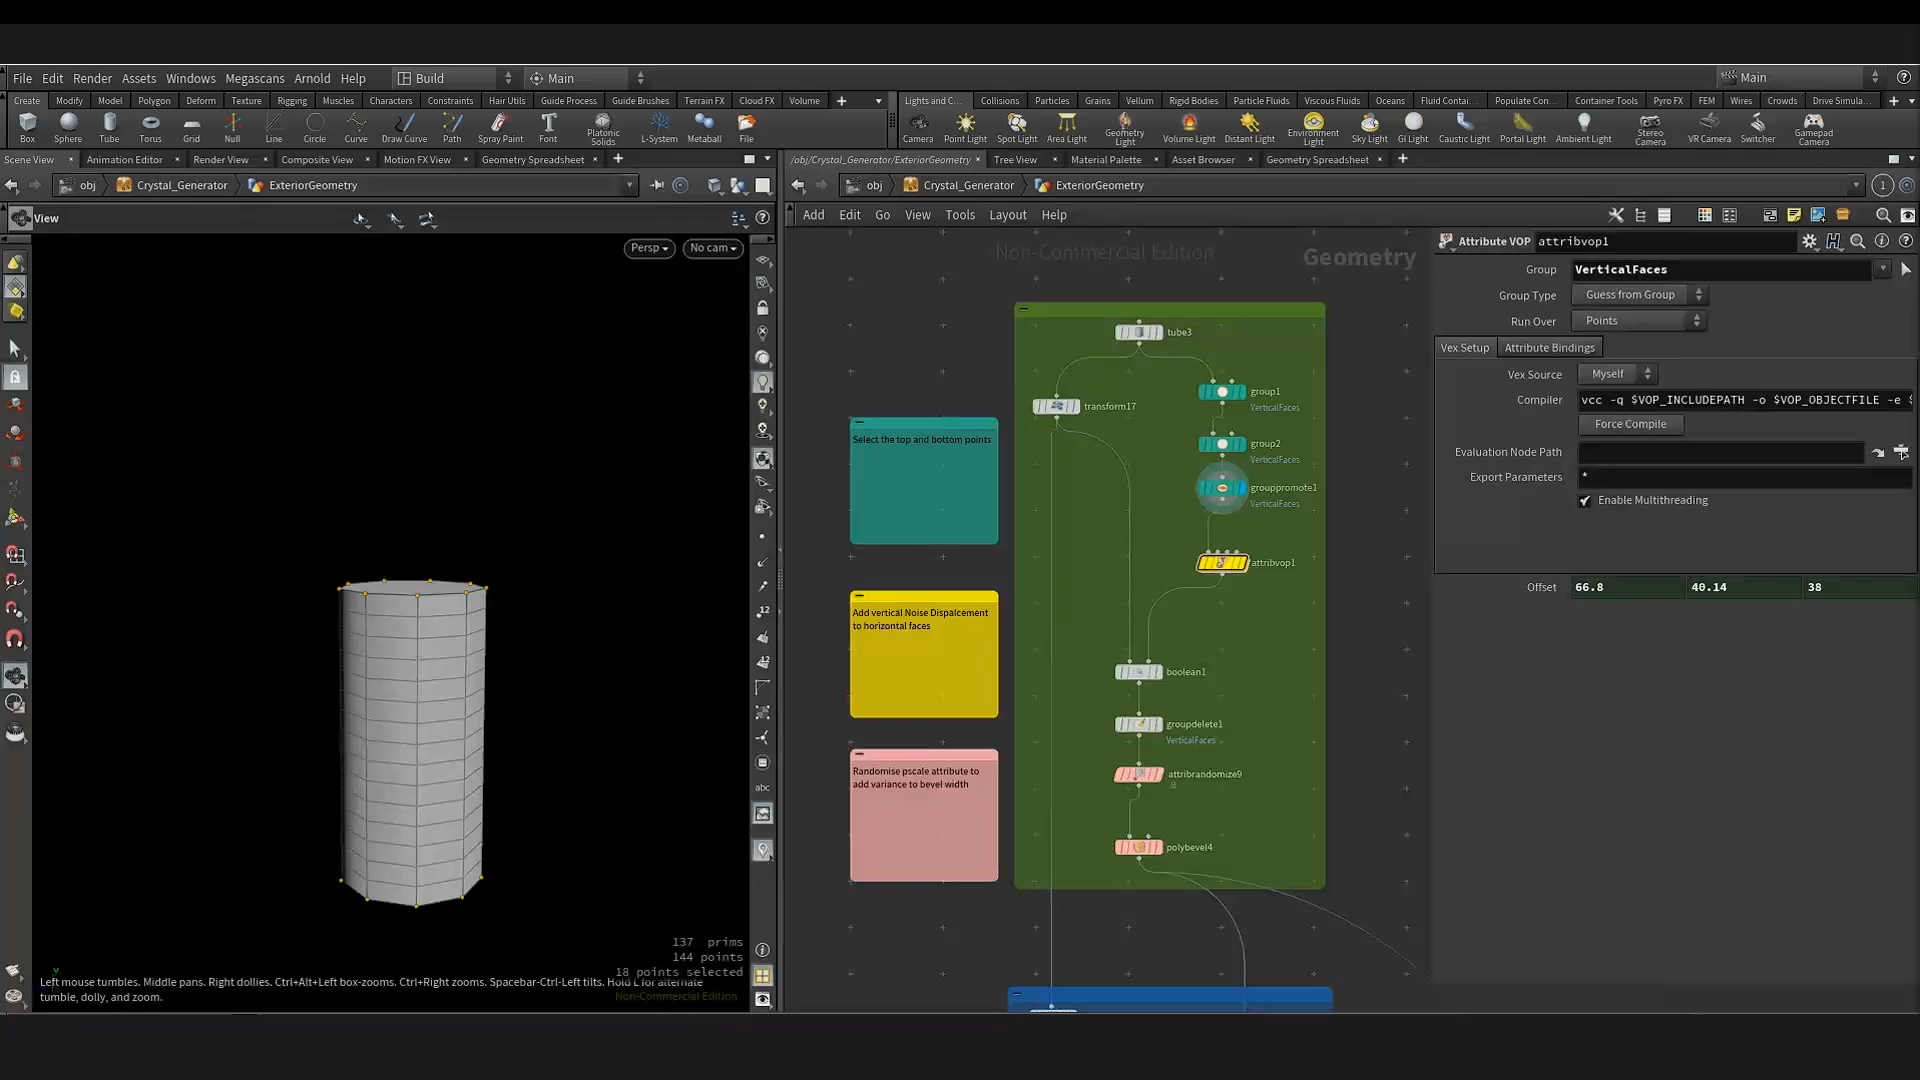 File Edit Render Assets Windows Megascans Arnold Help Build Main Main
Create Modify Model Polygon Deform Texture Rigging Muscles Characters Constraints Hair Utils Guide Process Guide Brushes Terrain FX Cloud FX Volume
Box Sphere Tube Torus Grid Null Line Circle Curve Draw Curve Path Spray Paint Font Platonic Solids L-System Metaball File
Lights and C... Collisions Particles Grains Vellum Rigid Bodies Particle Fluids Viscous Fluids Oceans Fluid Contai... Populate Con... Container Tools Pyro FX FEM Wires Crowds Drive Simula...
Camera Point Light Spot Light Area Light Geometry Light Volume Light Distant Light Environment Light Sky Light GI Light Caustic Light Portal Light Ambient Light Stereo Camera VR Camera Switcher Gamepad Camera
Scene View Animation Editor Render View Composite View Motion FX View Geometry Spreadsheet
/obj/Crystal_Generator/ExteriorGeometry Tree View Material Palette Asset Browser Geometry Spreadsheet
obj Crystal_Generator ExteriorGeometry
obj Crystal_Generator ExteriorGeometry 1
View
Add Edit Go View Tools Layout Help
Persp No cam
Non-Commercial Edition
Geometry
tube3
transform17
group1
VerticalFaces
group2
VerticalFaces
grouppromote1
VerticalFaces
attribvop1
boolean1
groupdelete1
VerticalFaces
attribrandomize9
polybevel4
Select the top and bottom points
Add vertical Noise Dispalcement
to horizontal faces
Randomise pscale attribute to
add variance to bevel width
Attribute VOP attribvop1
Group VerticalFaces
Group Type Guess from Group
Run Over Points
Vex Setup Attribute Bindings
Vex Source Myself
Compiler vcc -q $VOP_INCLUDEPATH -o $VOP_OBJECTFILE -e $
Force Compile
Evaluation Node Path
Export Parameters *
Enable Multithreading
Offset 66.8 40.14 38
12
12
abc
137 prims
144 points
18 points selected
Left mouse tumbles. Middle pans. Right dollies. Ctrl+Alt+Left box-zooms. Ctrl+Right zooms. Spacebar-Ctrl-Left tilts. Hold L for alternate
tumble, dolly, and zoom.
Non-Commercial Edition